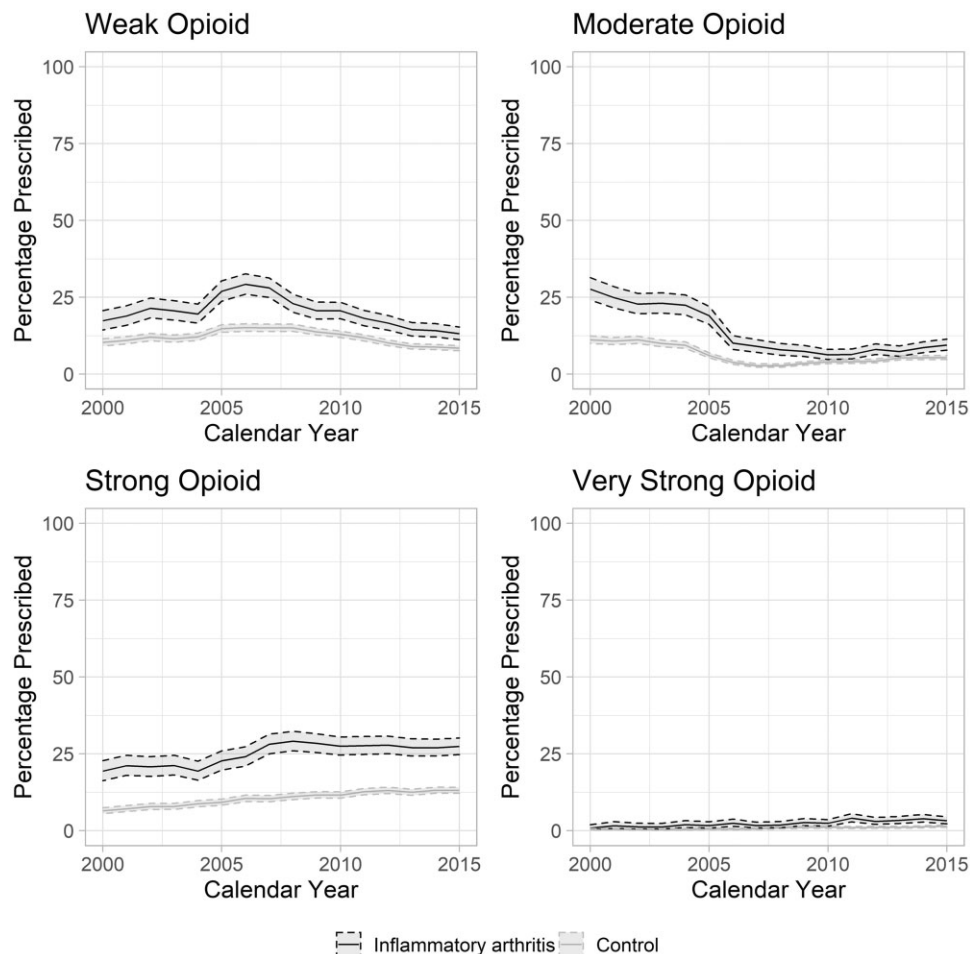 Weak Opioid
Percentage Prescribed
100
75
50
25
0
2000 2005 2010 2015
Calendar Year
Moderate Opioid
Percentage Prescribed
100
75
50
25
0
2000 2005 2010 2015
Calendar Year
Strong Opioid
Percentage Prescribed
100
75
50
25
0
2000 2005 2010 2015
Calendar Year
Very Strong Opioid
Percentage Prescribed
100
75
50
25
0
2000 2005 2010 2015
Calendar Year
Inflammatory arthritis Control